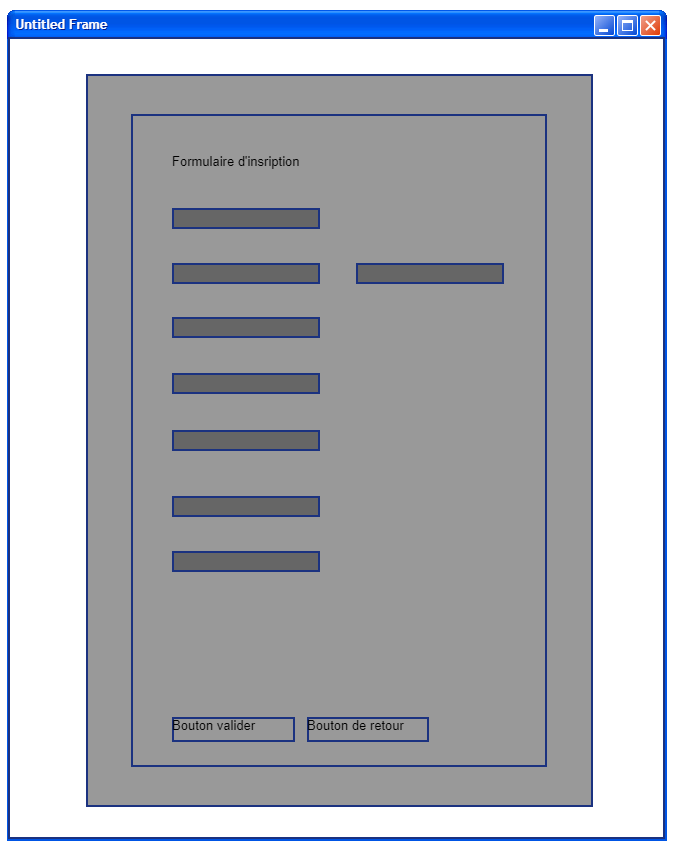 Untitled Frame
Formulaire d'insription
Bouton valider
Bouton de retour